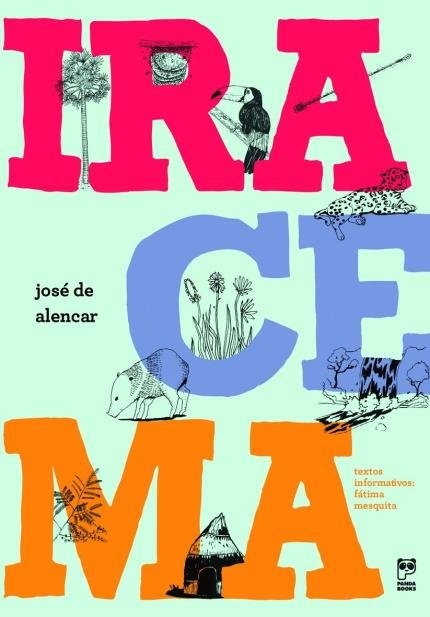 IRA
CE
MA
josé de
alencar
textos
informativos:
fátima
mesquita
PANDA
BOOKS